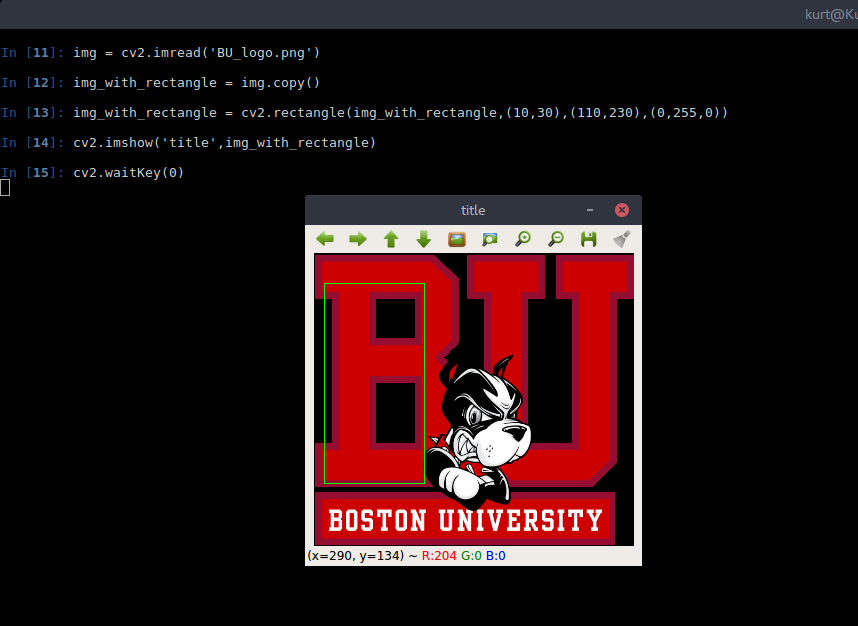 kurt@Ku
In [11]: img = cv2.imread('BU_logo.png')
In [12]: img_with_rectangle = img.copy()
In [13]: img_with_rectangle = cv2.rectangle(img_with_rectangle,(10,30),(110,230),(0,255,0))
In [14]: cv2.imshow('title',img_with_rectangle)
In [15]: cv2.waitKey(0)
title
BU
BOSTON UNIVERSITY
(x=290, y=134) ~ R:204 G:0 B:0